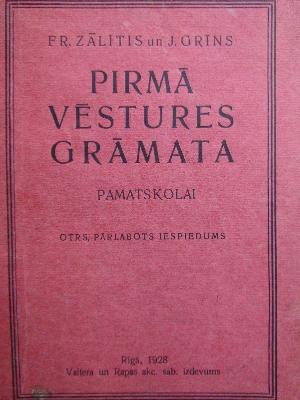 FR. ZĀLĪTIS un J. GRĪNS
PIRMĀ
VĒSTURES
GRĀMATA
PAMATSKOLAI
OTRS, PĀRLABOTS IESPIEDUMS
Rīgā, 1928
Valtera un Rapas akc. sab. izdevums